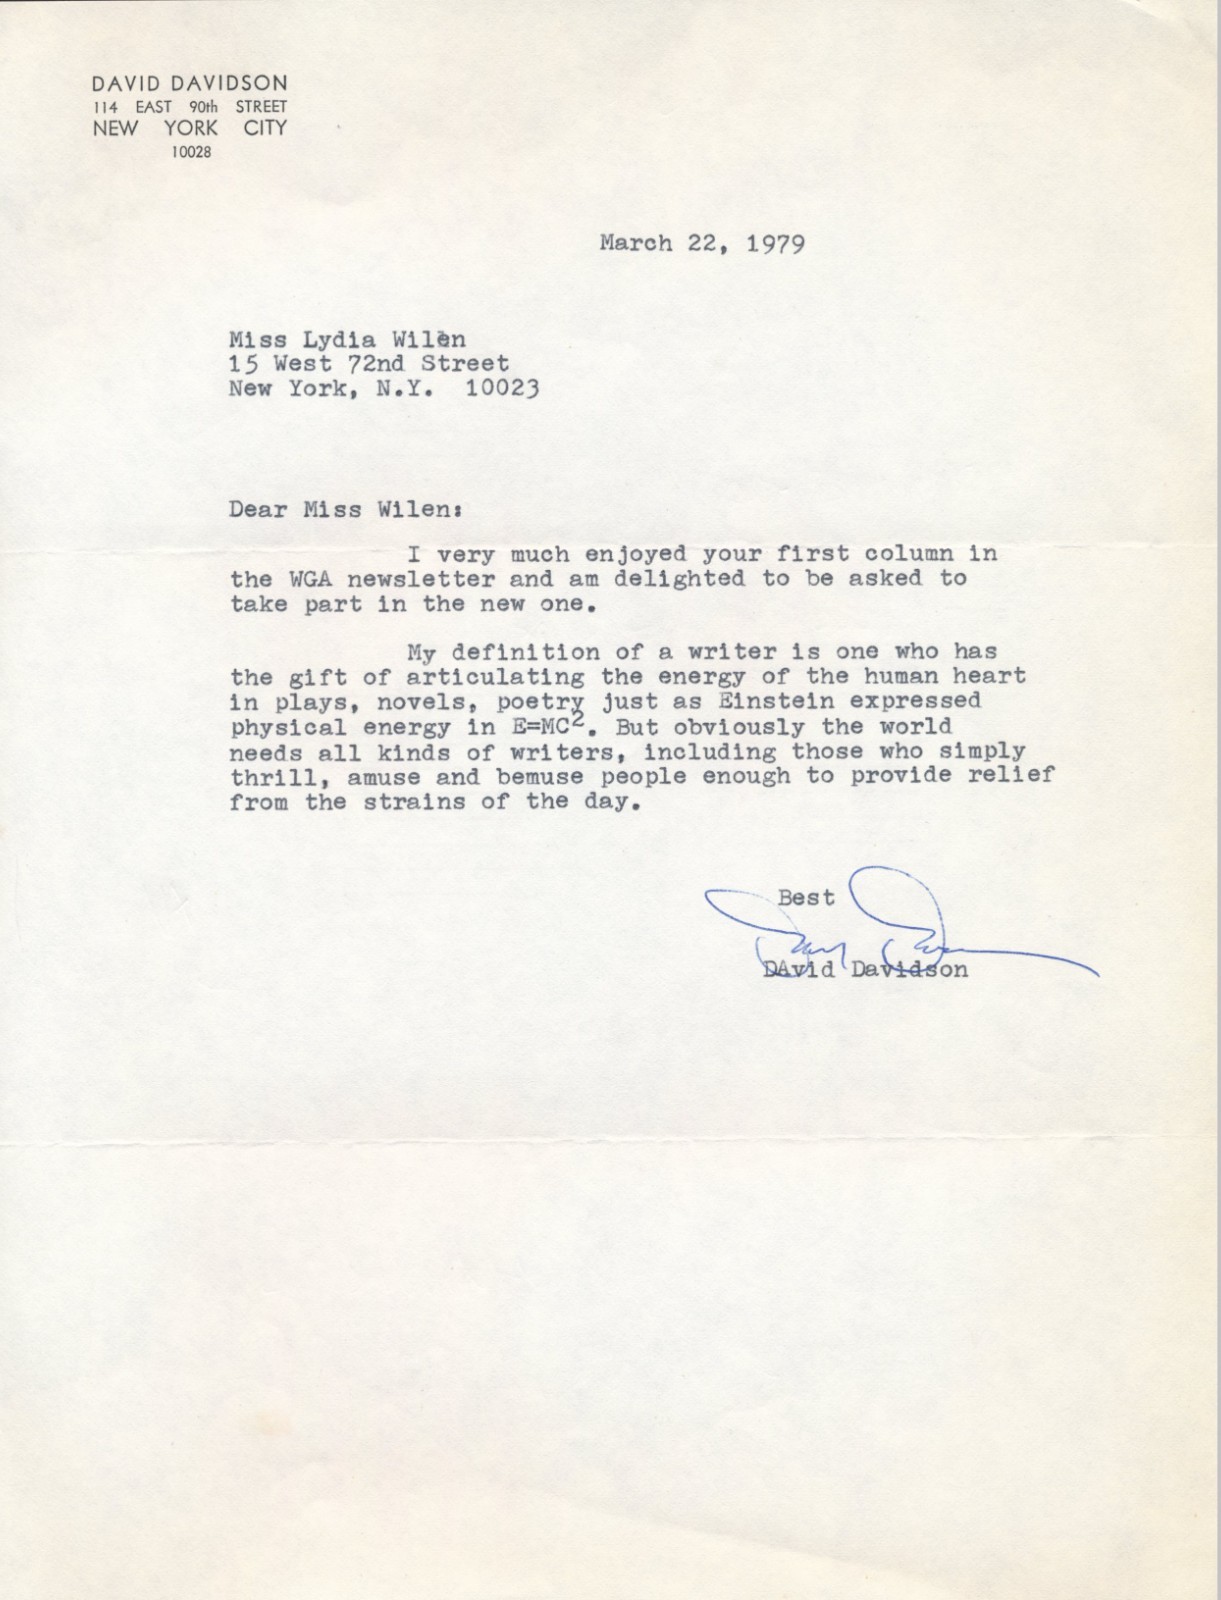 DAVID DAVIDSON
114 EAST 90th STREET
NEW YORK CITY
10028
March 22, 1979
Miss Lydia Wilen
15 West 72nd Street
New York, N.Y. 10023
Dear Miss Wilen:
I very much enjoyed your first column in
the WGA newsletter and am delighted to be asked to
take part in the new one.
My definition of a writer is one who has
the gift of articulating the energy of the human heart
in plays, novels, poetry just as Einstein expressed
physical energy in E=MC². But obviously the world
needs all kinds of writers, including those who simply
thrill, amuse and bemuse people enough to provide relief
from the strains of the day.
Best
David Davidson
DAvid Davidson